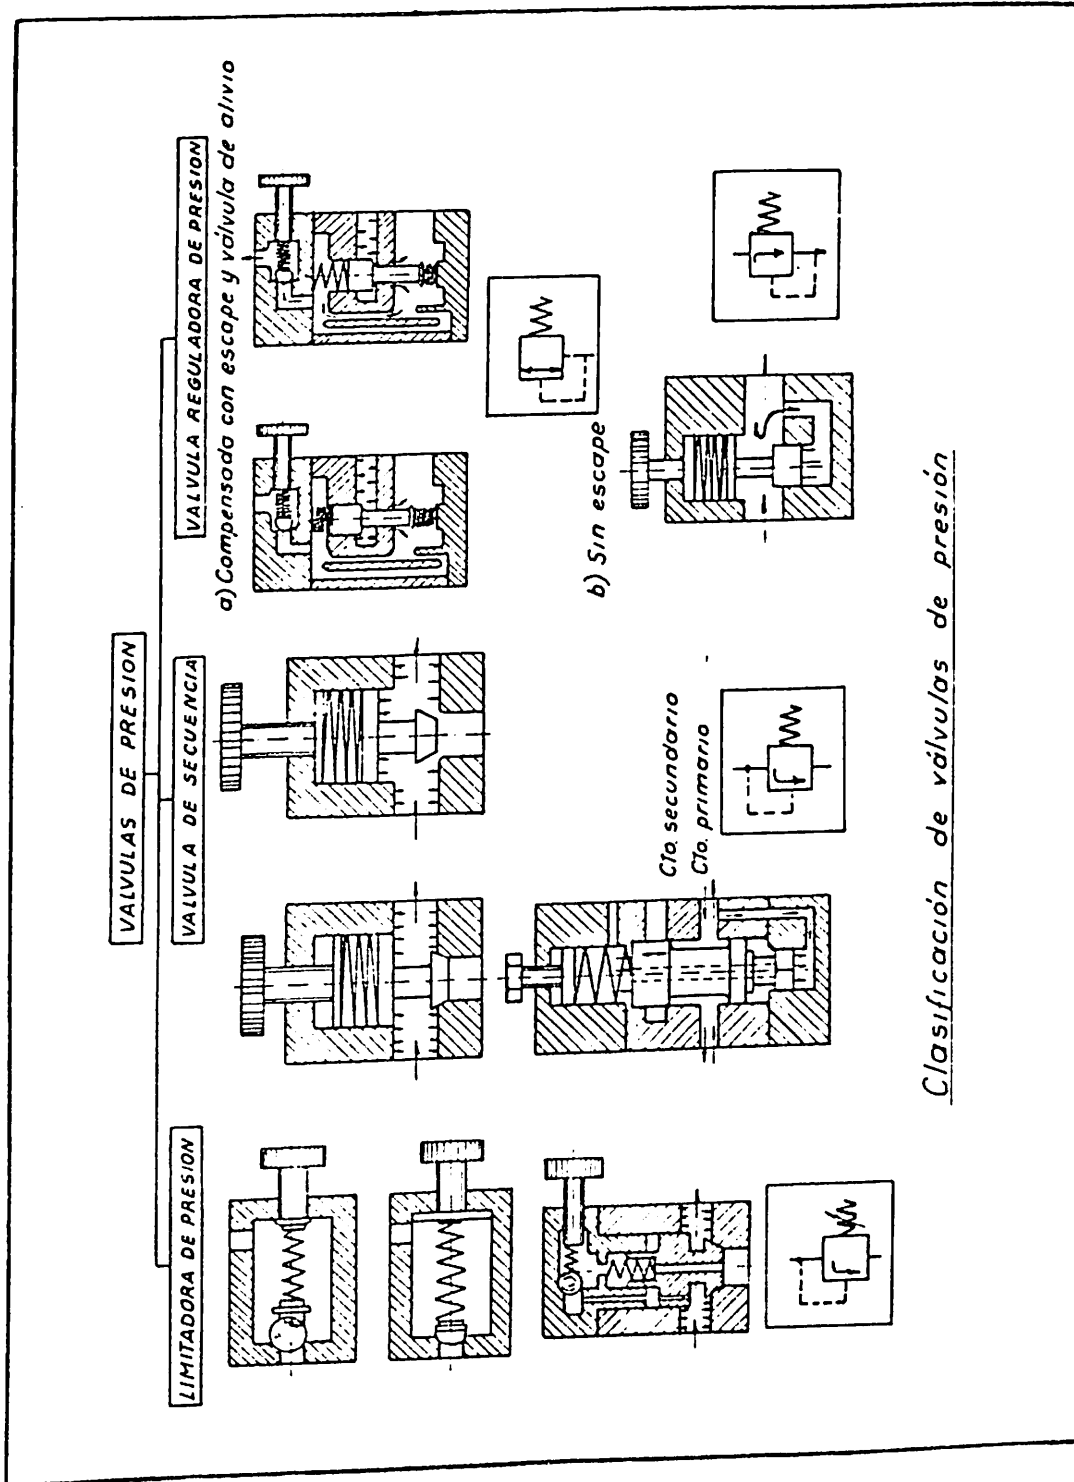 VALVULAS DE PRESION
LIMITADORA DE PRESION
VALVULA DE SECUENCIA
VALVULA REGULADORA DE PRESION
a) Compensada con escape y válvula de alivio
Cto. secundario
Cto. primario
b) Sin escape
Clasificación de válvulas de presión